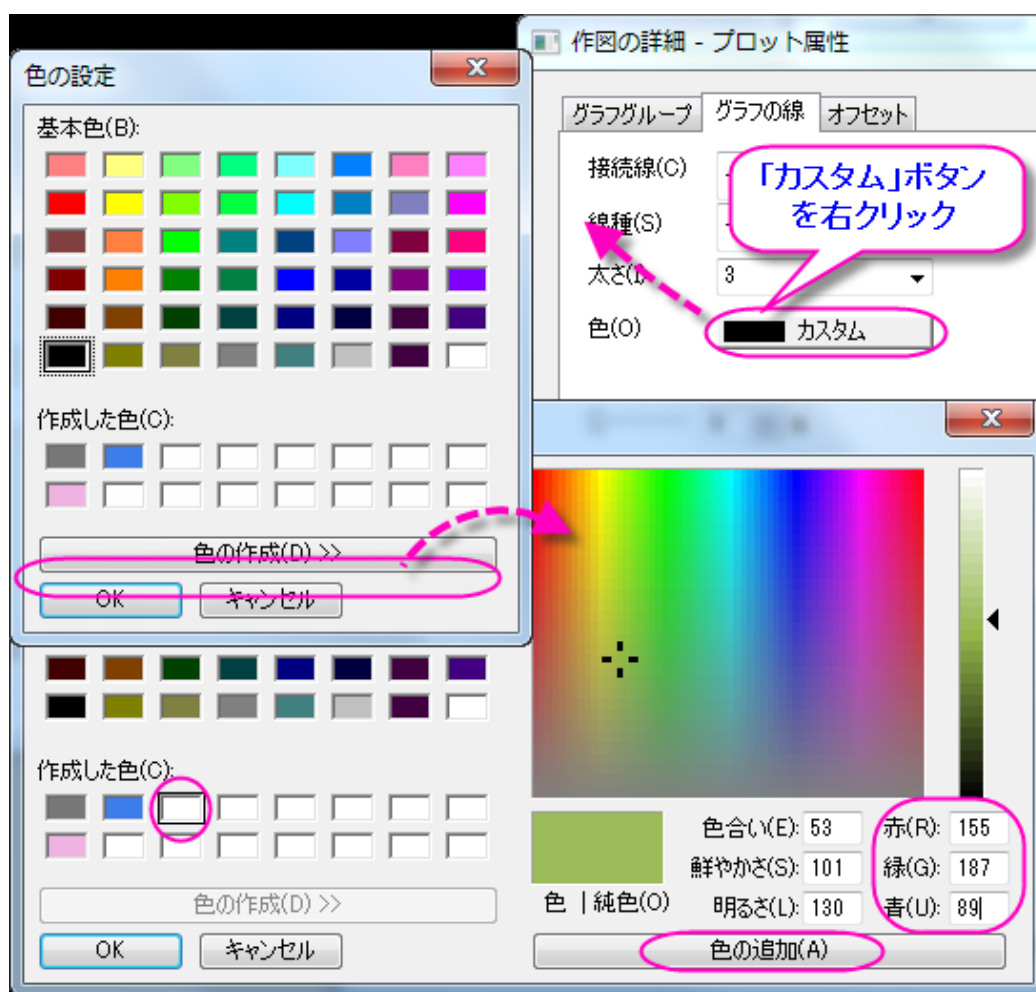 色の設定
基本色(B):
作成した色(C):
色の作成(D) >>
OK
キャンセル
作図の詳細 - プロット属性
グラフグループ
グラフの線
オフセット
接続線(C)
線種(S)
太さ(
3
色(O)
カスタム
「カスタム」ボタン
を右クリック
作成した色(C):
色の作成(D) >>
OK
キャンセル
色 | 純色(O)
色合い(E): 53
鮮やかさ(S): 101
明るさ(L): 130
赤(R): 155
緑(G): 187
青(U): 89
色の追加(A)